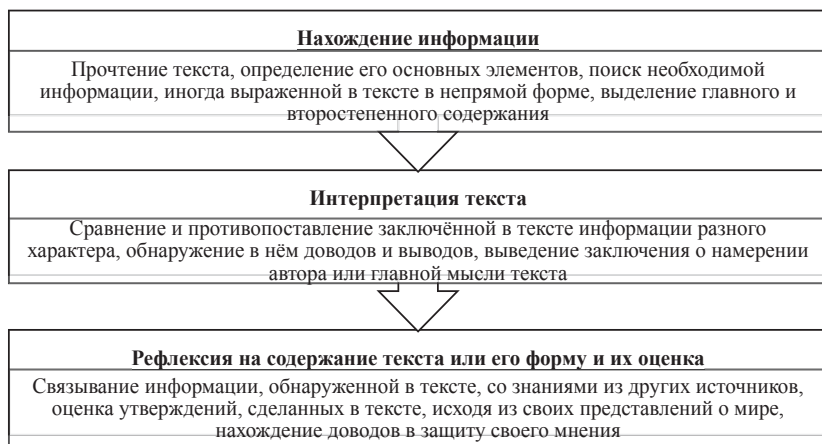 Нахождение информации
Прочтение текста, определение его основных элементов, поиск необходимой
информации, иногда выраженной в тексте в непрямой форме, выделение главного и
второстепенного содержания
Интерпретация текста
Сравнение и противопоставление заключённой в тексте информации разного
характера, обнаружение в нём доводов и выводов, выведение заключения о намерении
автора или главной мысли текста
Рефлексия на содержание текста или его форму и их оценка
Связывание информации, обнаруженной в тексте, со знаниями из других источников,
оценка утверждений, сделанных в тексте, исходя из своих представлений о мире,
нахождение доводов в защиту своего мнения